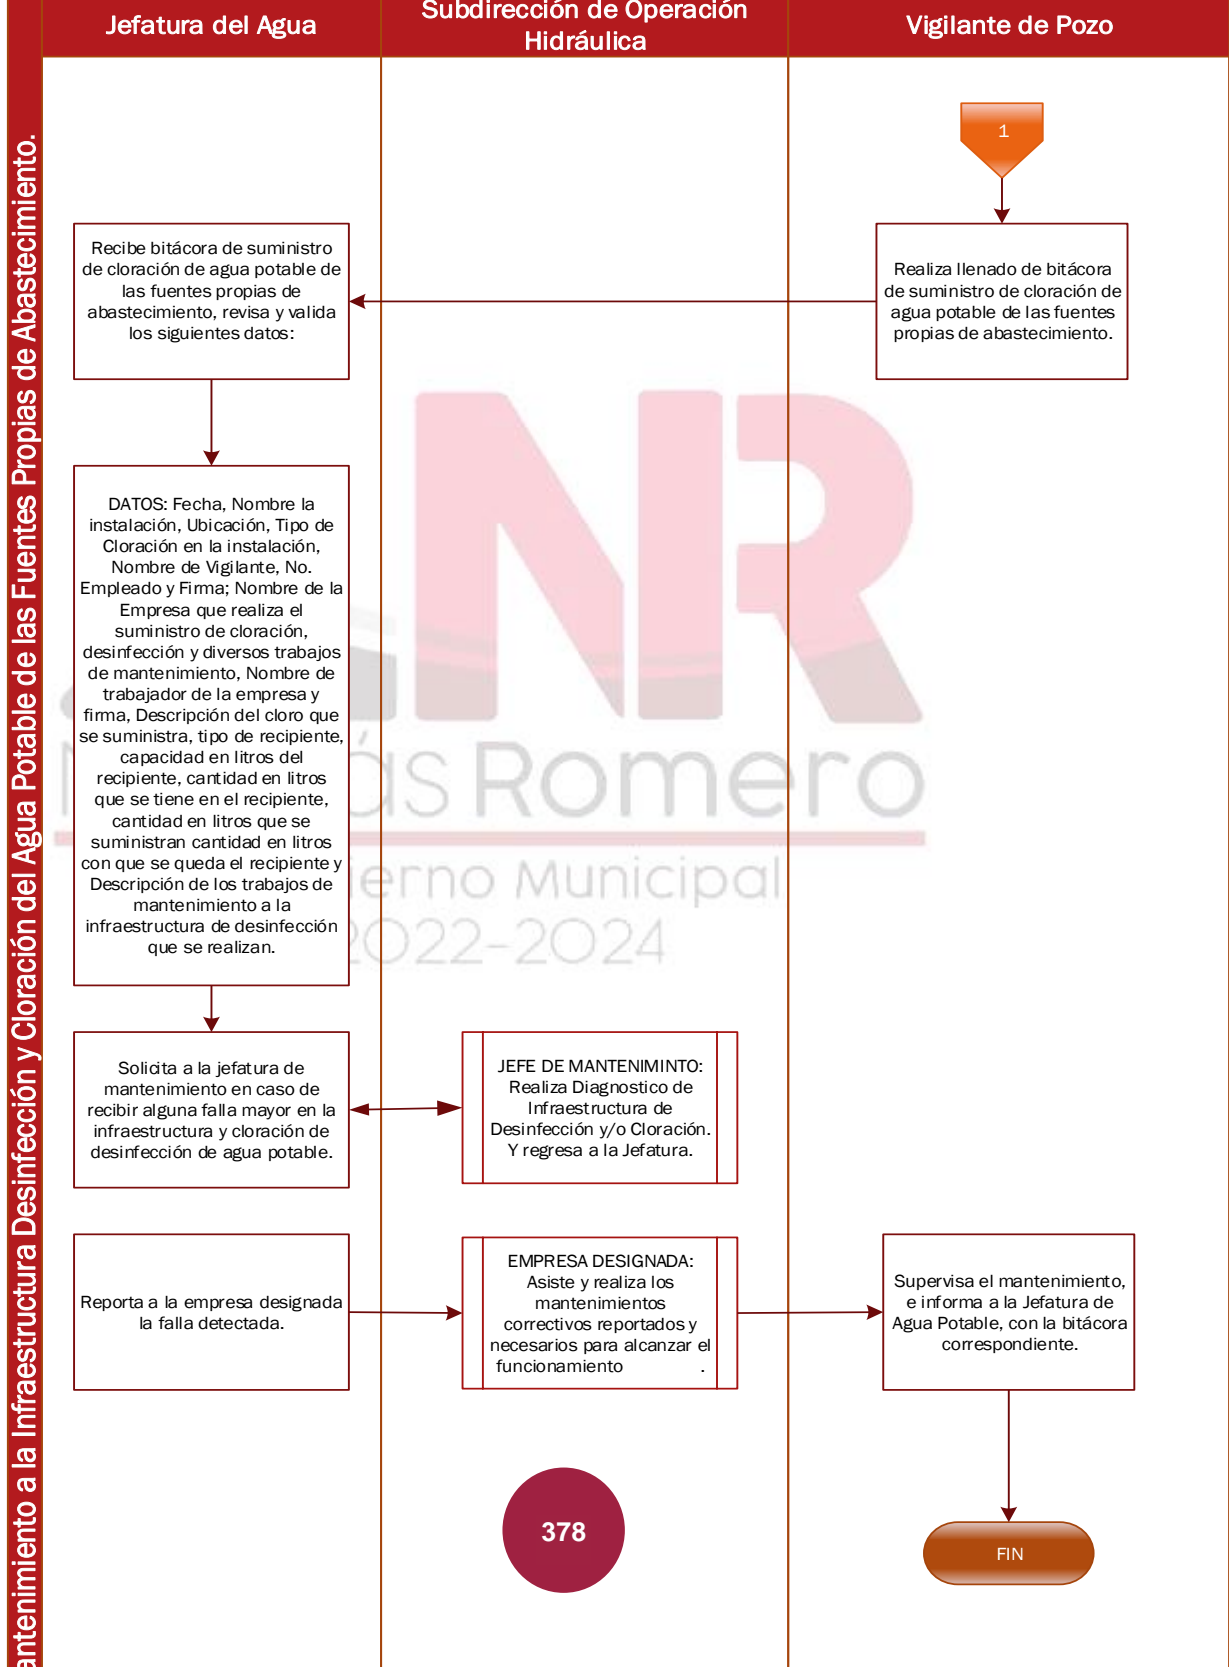 Jefatura del Agua
Subdirección de Operación
Hidráulica
Vigilante de Pozo
antenimiento a la Infraestructura Desinfección y Cloración del Agua Potable de las Fuentes Propias de Abastecimiento.
1
Recibe bitácora de suministro
de cloración de agua potable de
las fuentes propias de
abastecimiento, revisa y valida
los siguientes datos:
Realiza llenado de bitácora
de suministro de cloración de
agua potable de las fuentes
propias de abastecimiento.
DATOS: Fecha, Nombre la
instalación, Ubicación, Tipo de
Cloración en la instalación,
Nombre de Vigilante, No.
Empleado y Firma; Nombre de la
Empresa que realiza el
suministro de cloración,
desinfección y diversos trabajos
de mantenimiento, Nombre de
trabajador de la empresa y
firma, Descripción del cloro que
se suministra, tipo de recipiente,
capacidad en litros del
recipiente, cantidad en litros
que se tiene en el recipiente,
cantidad en litros que se
suministran cantidad en litros
con que se queda el recipiente y
Descripción de los trabajos de
mantenimiento a la
infraestructura de desinfección
que se realizan.
NR
ás Romero
ierno Municipal
2022-2024
Solicita a la jefatura de
mantenimiento en caso de
recibir alguna falla mayor en la
infraestructura y cloración de
desinfección de agua potable.
JEFE DE MANTENIMINTO:
Realiza Diagnostico de
Infraestructura de
Desinfección y/o Cloración.
Y regresa a la Jefatura.
Reporta a la empresa designada
la falla detectada.
EMPRESA DESIGNADA:
Asiste y realiza los
mantenimientos
correctivos reportados y
necesarios para alcanzar el
funcionamiento .
Supervisa el mantenimiento,
e informa a la Jefatura de
Agua Potable, con la bitácora
correspondiente.
378
FIN